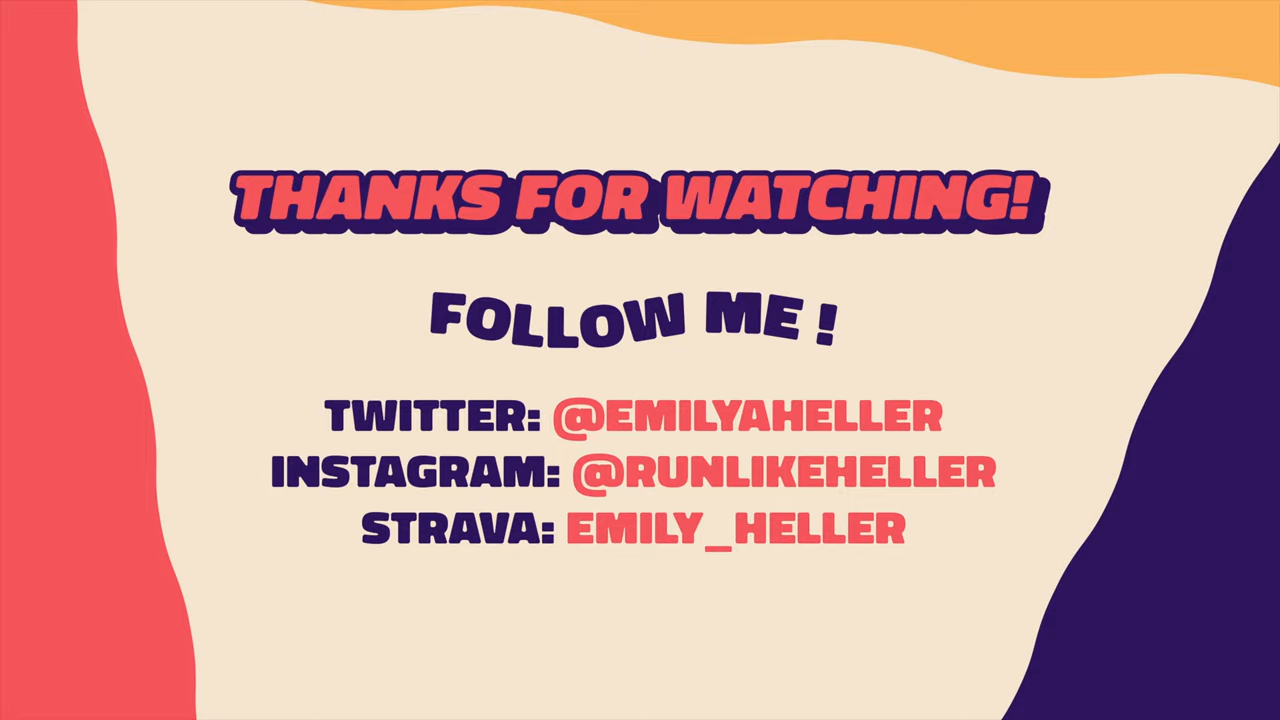 THANKS FOR WATCHING!
FOLLOW ME !
TWITTER: @EMILYAHELLER
INSTAGRAM: @RUNLIKEHELLER
STRAVA: EMILY_HELLER